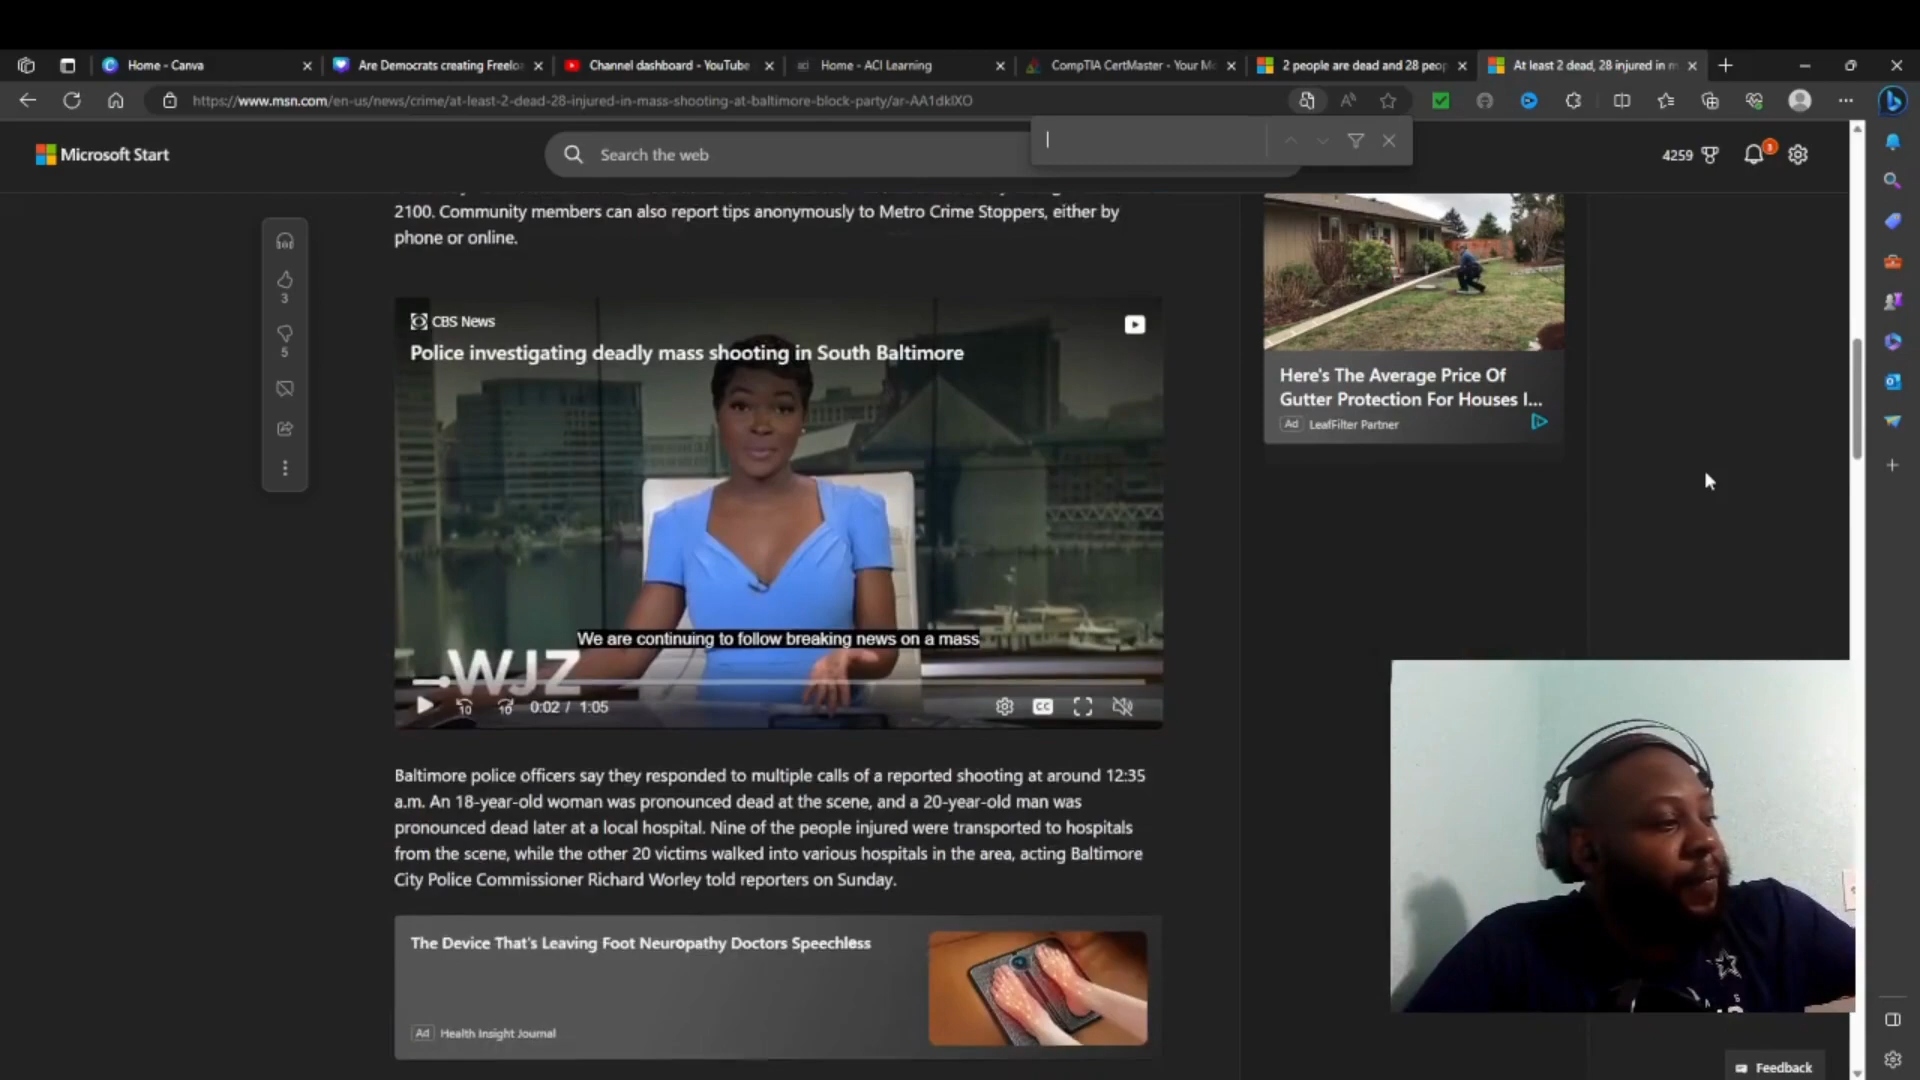 Home - Canva
Are Democrats creating Freeloa
Channel dashboard - YouTube
Home - ACI Learning
CompTIA CertMaster - Your Mc
2 people are dead and 28 peop
At least 2 dead, 28 injured in m
https://www.msn.com/en-us/news/crime/at-least-2-dead-28-injured-in-mass-shooting-at-baltimore-block-party/ar-AA1dklXO
Microsoft Start
Search the web
4259
3
2100. Community members can also report tips anonymously to Metro Crime Stoppers, either by
phone or online.
3
5
CBS News
Police investigating deadly mass shooting in South Baltimore
We are continuing to follow breaking news on a mass
WJZ
10
10
0:02 / 1:05
CC
Here's The Average Price Of
Gutter Protection For Houses I...
Ad LeafFilter Partner
Baltimore police officers say they responded to multiple calls of a reported shooting at around 12:35
a.m. An 18-year-old woman was pronounced dead at the scene, and a 20-year-old man was
pronounced dead later at a local hospital. Nine of the people injured were transported to hospitals
from the scene, while the other 20 victims walked into various hospitals in the area, acting Baltimore
City Police Commissioner Richard Worley told reporters on Sunday.
The Device That's Leaving Foot Neuropathy Doctors Speechless
Ad Health Insight Journal
Feedback